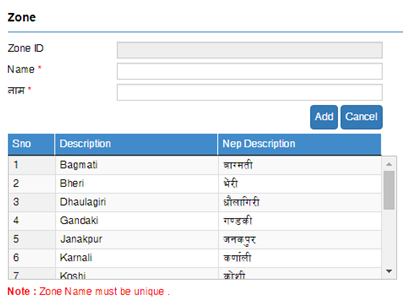 Zone
Zone ID
Name *
नाम *
Add Cancel
Sno Description Nep Description
1 Bagmati बाग्मती
2 Bheri भेरी
3 Dhaulagiri धौलागिरी
4 Gandaki गण्डकी
5 Janakpur जनकपुर
6 Karnali कर्णाली
7 Koshi कोशी
Note : Zone Name must be unique .